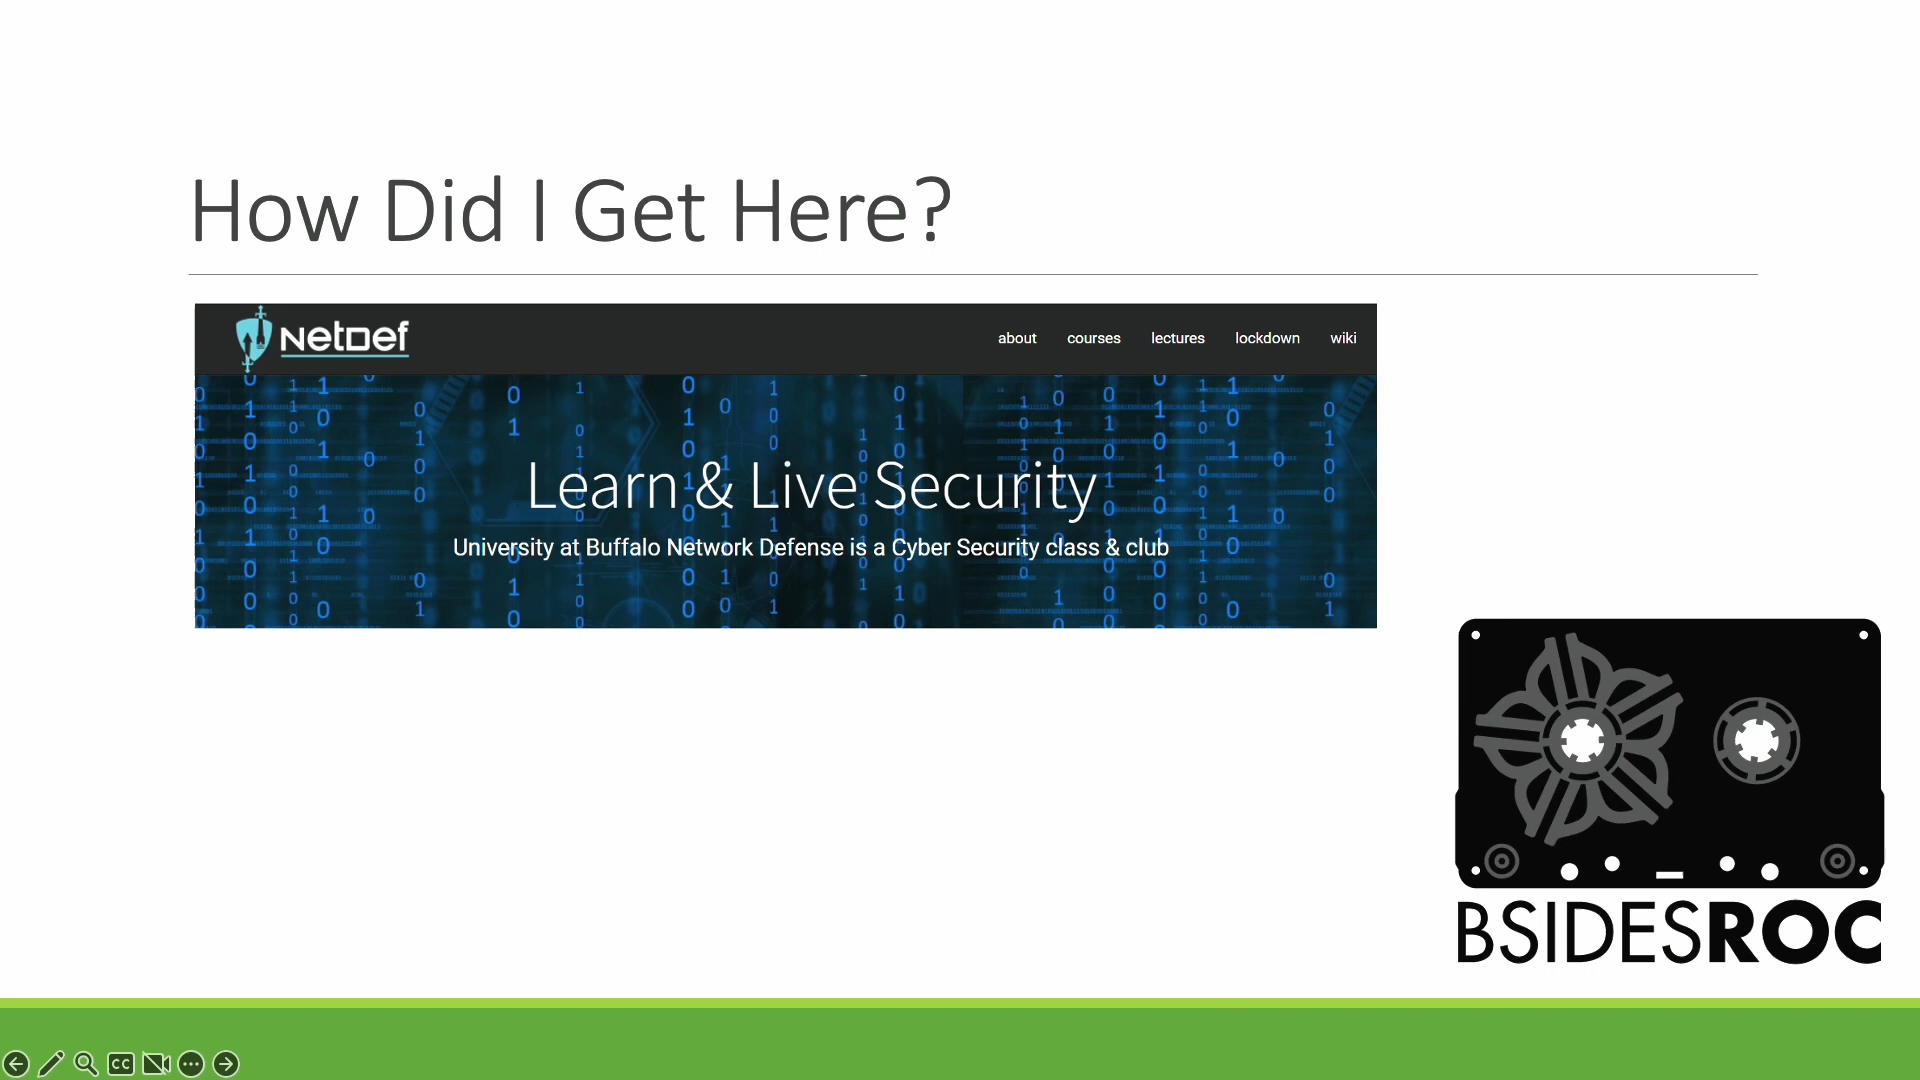 How Did I Get Here?
NetDef
about courses lectures lockdown wiki
Learn & Live Security
University at Buffalo Network Defense is a Cyber Security class & club
BSIDESROC
CC